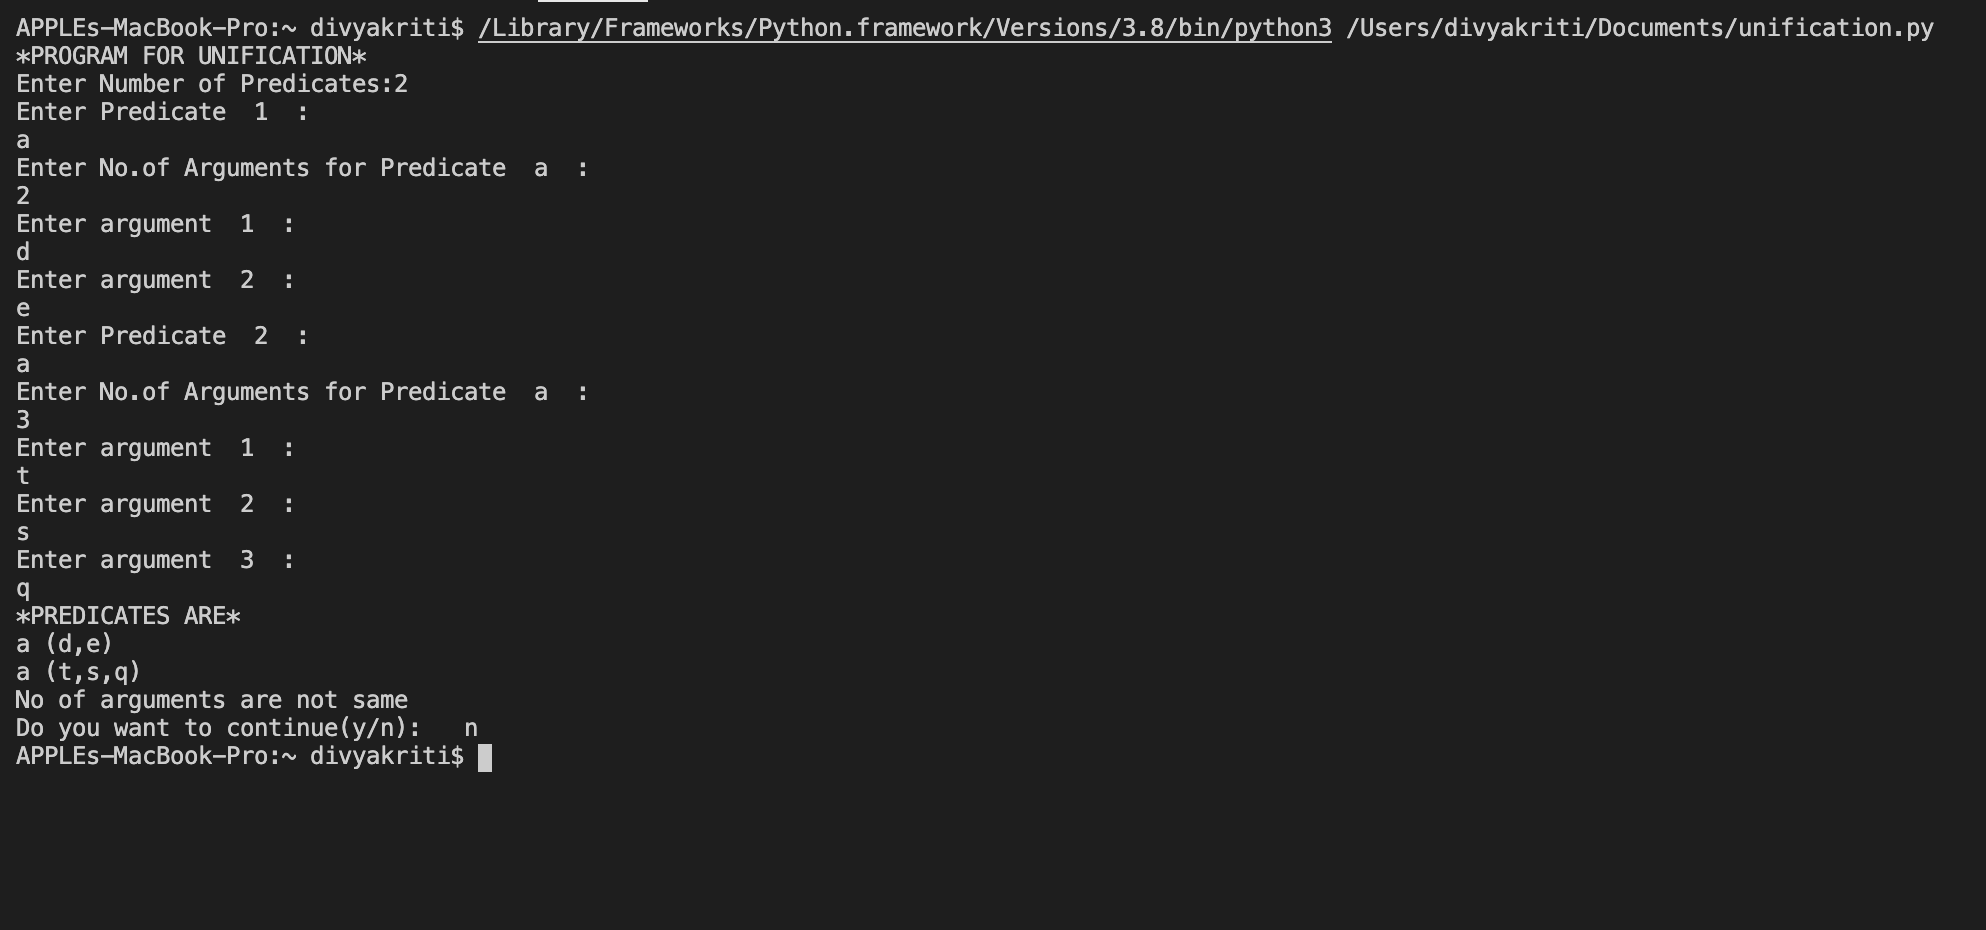 APPLEs-MacBook-Pro:~ divyakriti$ /Library/Frameworks/Python.framework/Versions/3.8/bin/python3 /Users/divyakriti/Documents/unification.py
*PROGRAM FOR UNIFICATION*
Enter Number of Predicates:2
Enter Predicate  1  :
a
Enter No.of Arguments for Predicate  a  :
2
Enter argument  1  :
d
Enter argument  2  :
e
Enter Predicate  2  :
a
Enter No.of Arguments for Predicate  a  :
3
Enter argument  1  :
t
Enter argument  2  :
s
Enter argument  3  :
q
*PREDICATES ARE*
a (d,e)
a (t,s,q)
No of arguments are not same
Do you want to continue(y/n):   n
APPLEs-MacBook-Pro:~ divyakriti$